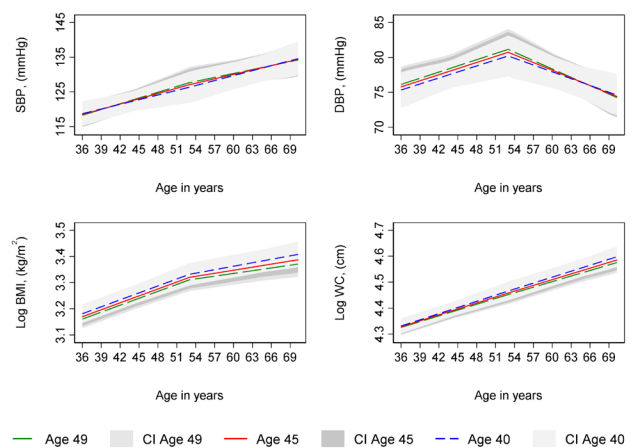 SBP, (mmHg)
115 125 135 145
36 39 42 45 48 51 54 57 60 63 66 69
Age in years
DBP, (mmHg)
70 75 80 85
36 39 42 45 48 51 54 57 60 63 66 69
Age in years
Log BMI, (kg/m²)
3.1 3.2 3.3 3.4 3.5
36 39 42 45 48 51 54 57 60 63 66 69
Age in years
Log WC, (cm)
4.3 4.4 4.5 4.6 4.7
36 39 42 45 48 51 54 57 60 63 66 69
Age in years
Age 49 CI Age 49 Age 45 CI Age 45 Age 40 CI Age 40